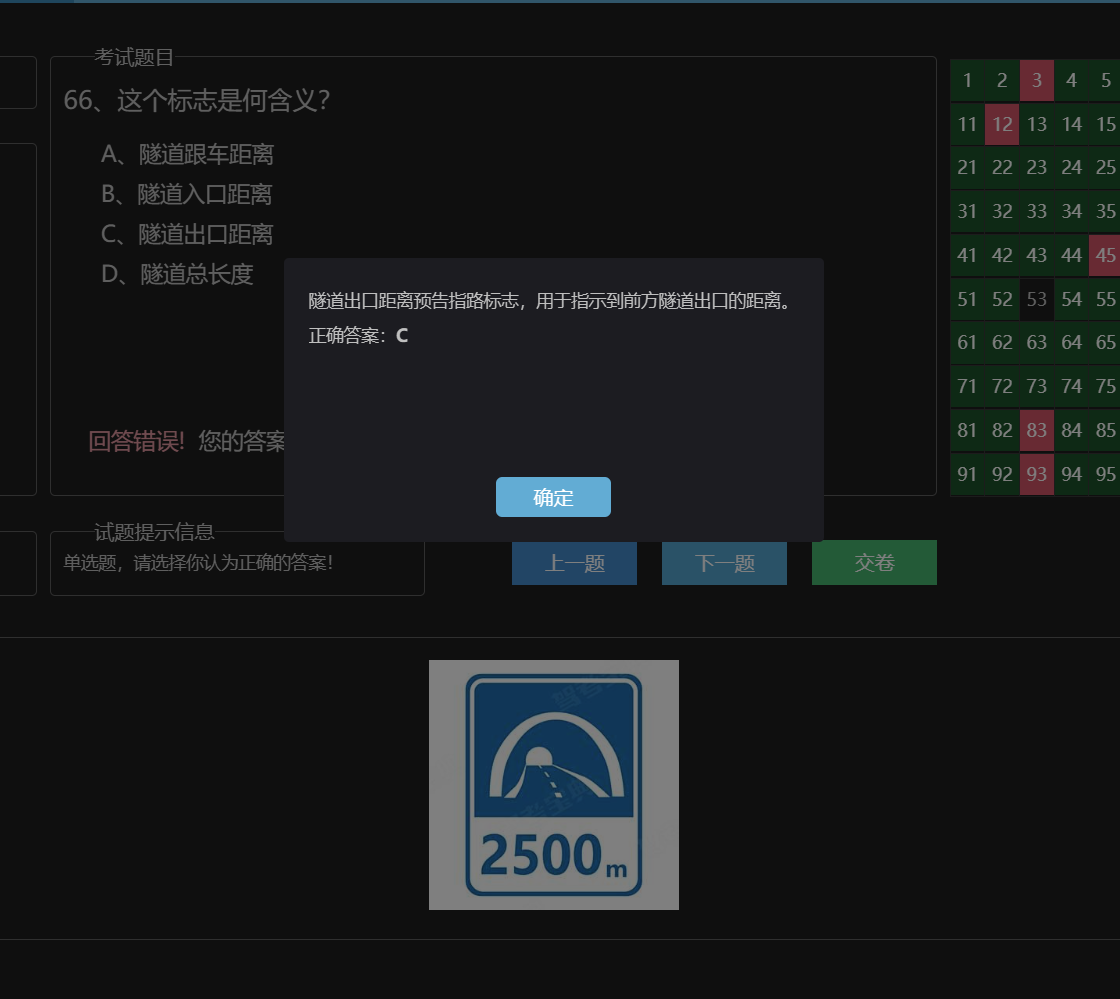 考试题目
66、这个标志是何含义？
A、隧道跟车距离
B、隧道入口距离
C、隧道出口距离
D、隧道总长度
隧道出口距离预告指路标志，用于指示到前方隧道出口的距离。
正确答案：C
确定
回答错误！您的答案
1 2 3 4 5
11 12 13 14 15
21 22 23 24 25
31 32 33 34 35
41 42 43 44 45
51 52 53 54 55
61 62 63 64 65
71 72 73 74 75
81 82 83 84 85
91 92 93 94 95
试题提示信息
单选题，请选择你认为正确的答案！
上一题 下一题 交卷
2500m